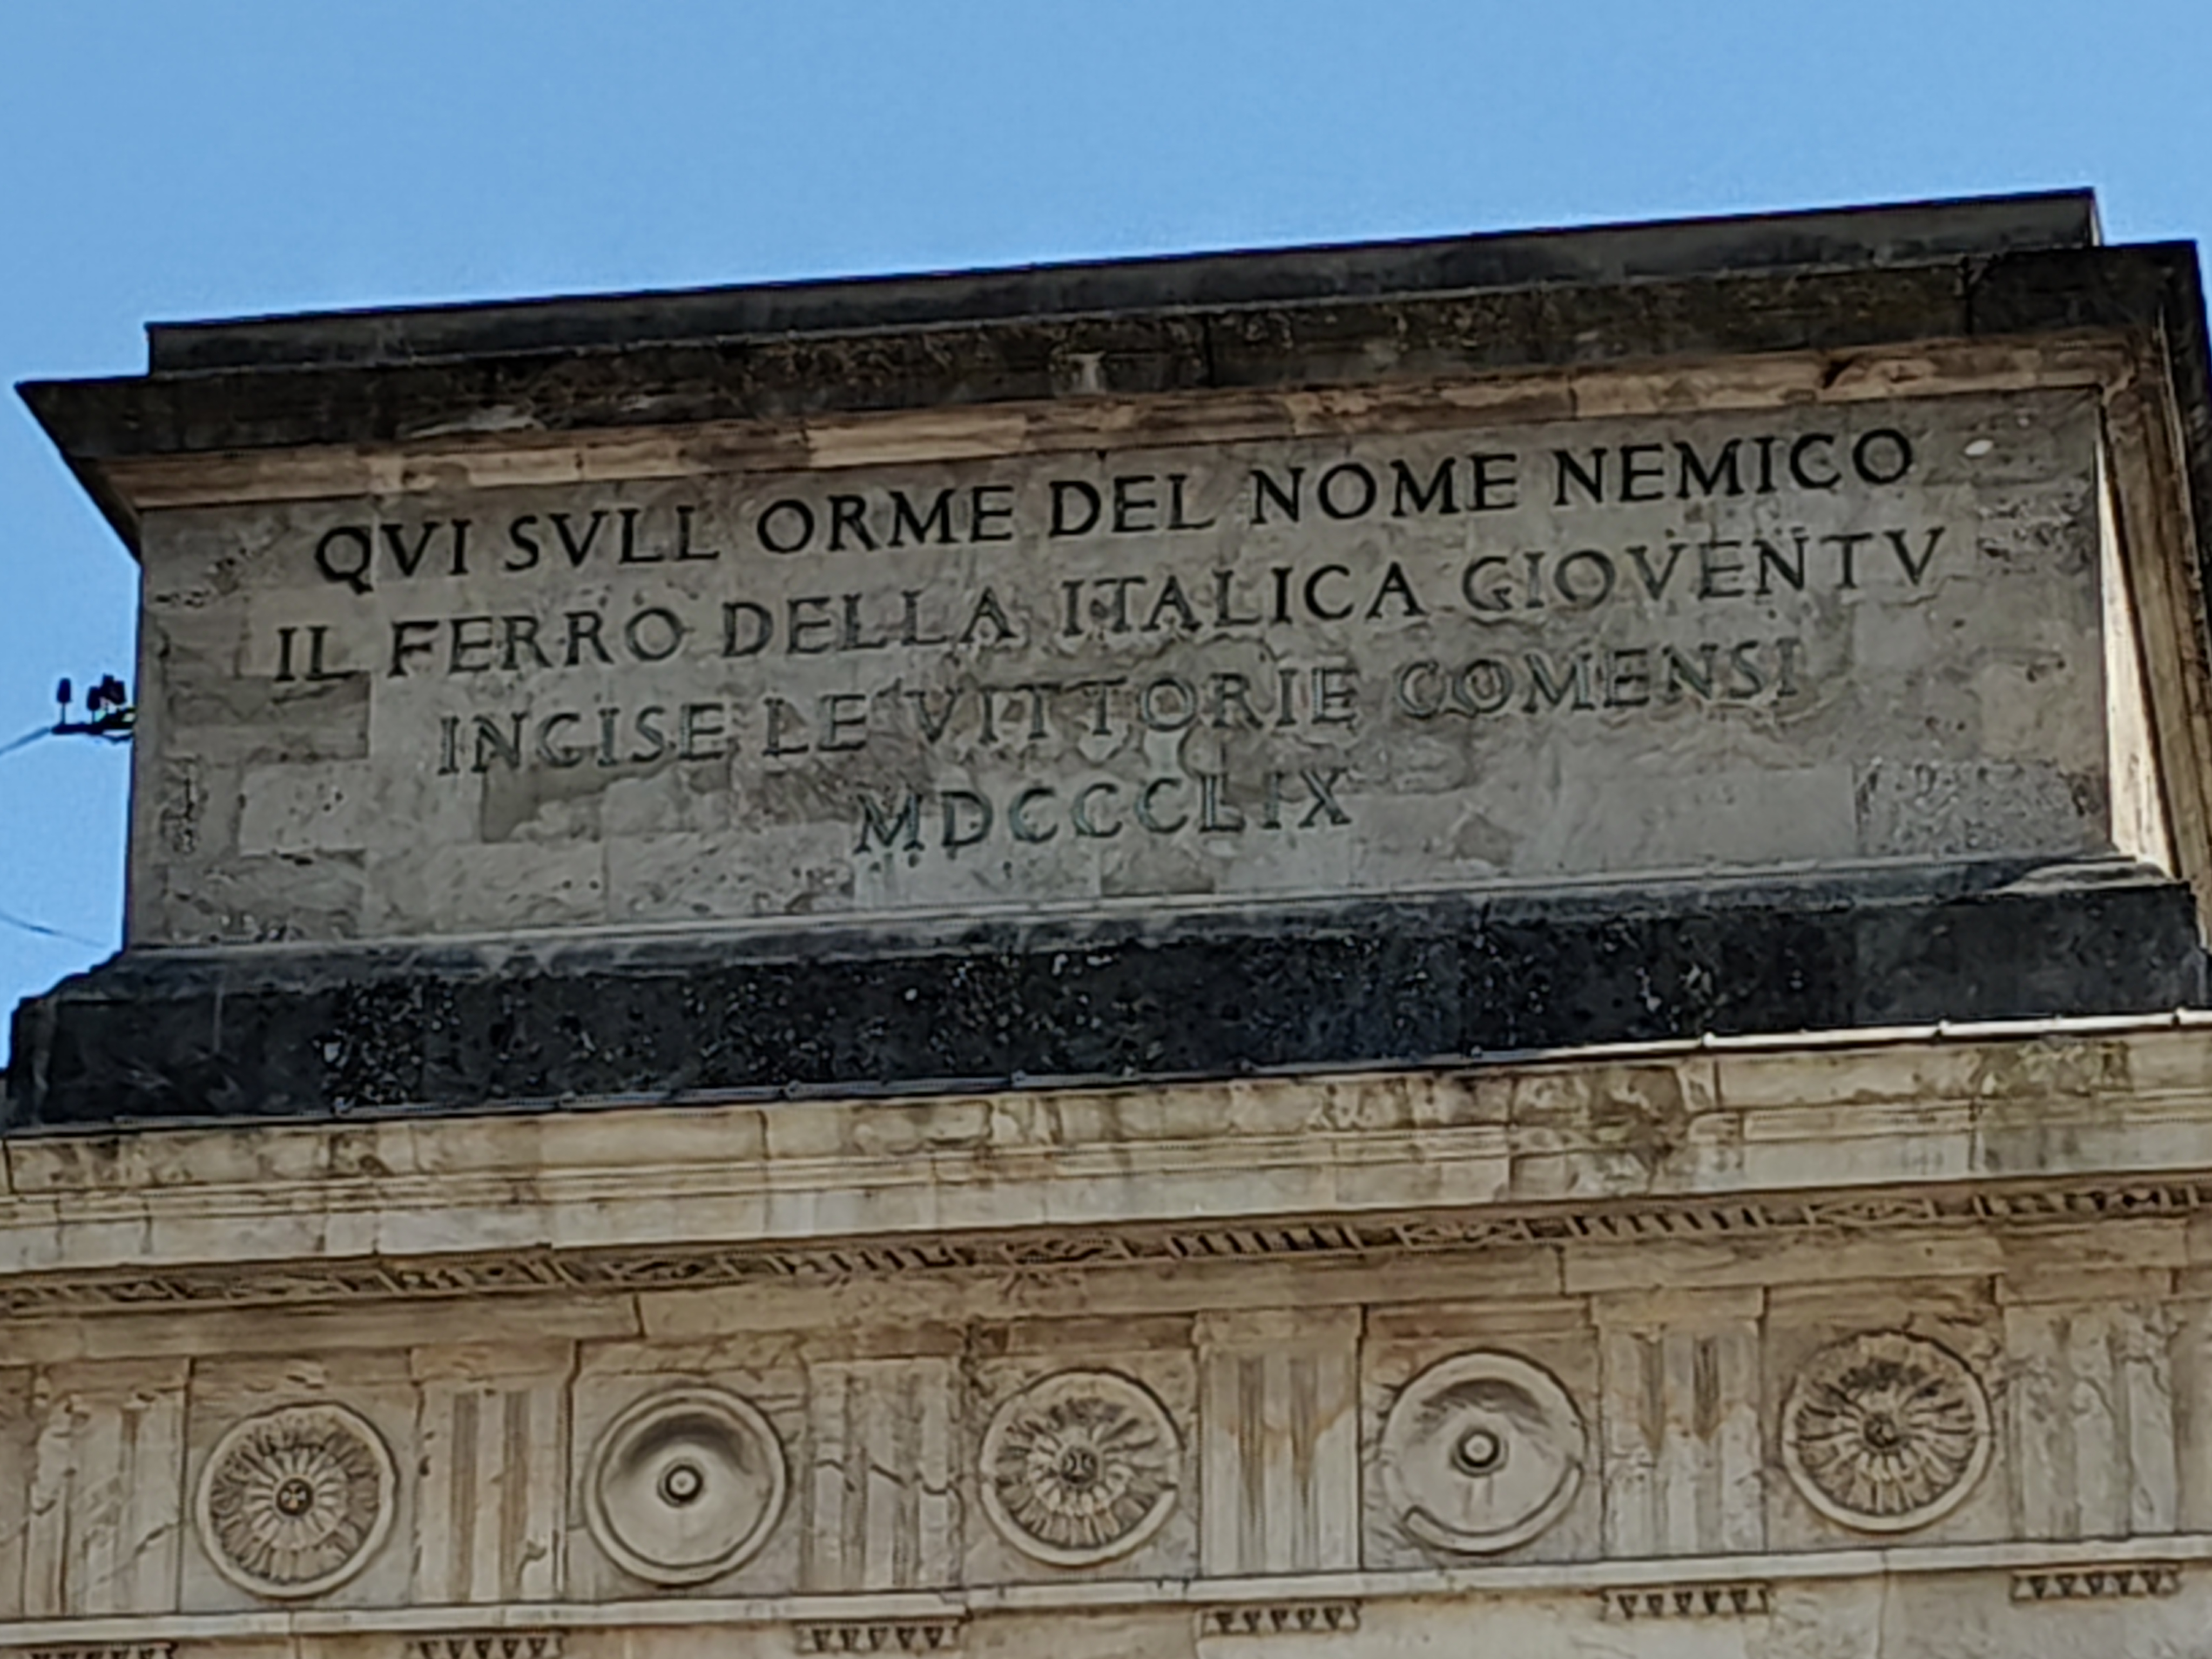 QVI SVLL ORME DEL NOME NEMICO
IL FERRO DELLA ITALICA GIOVENTV
INCISE LE VITTORIE COMENSI
MDCCCLIX